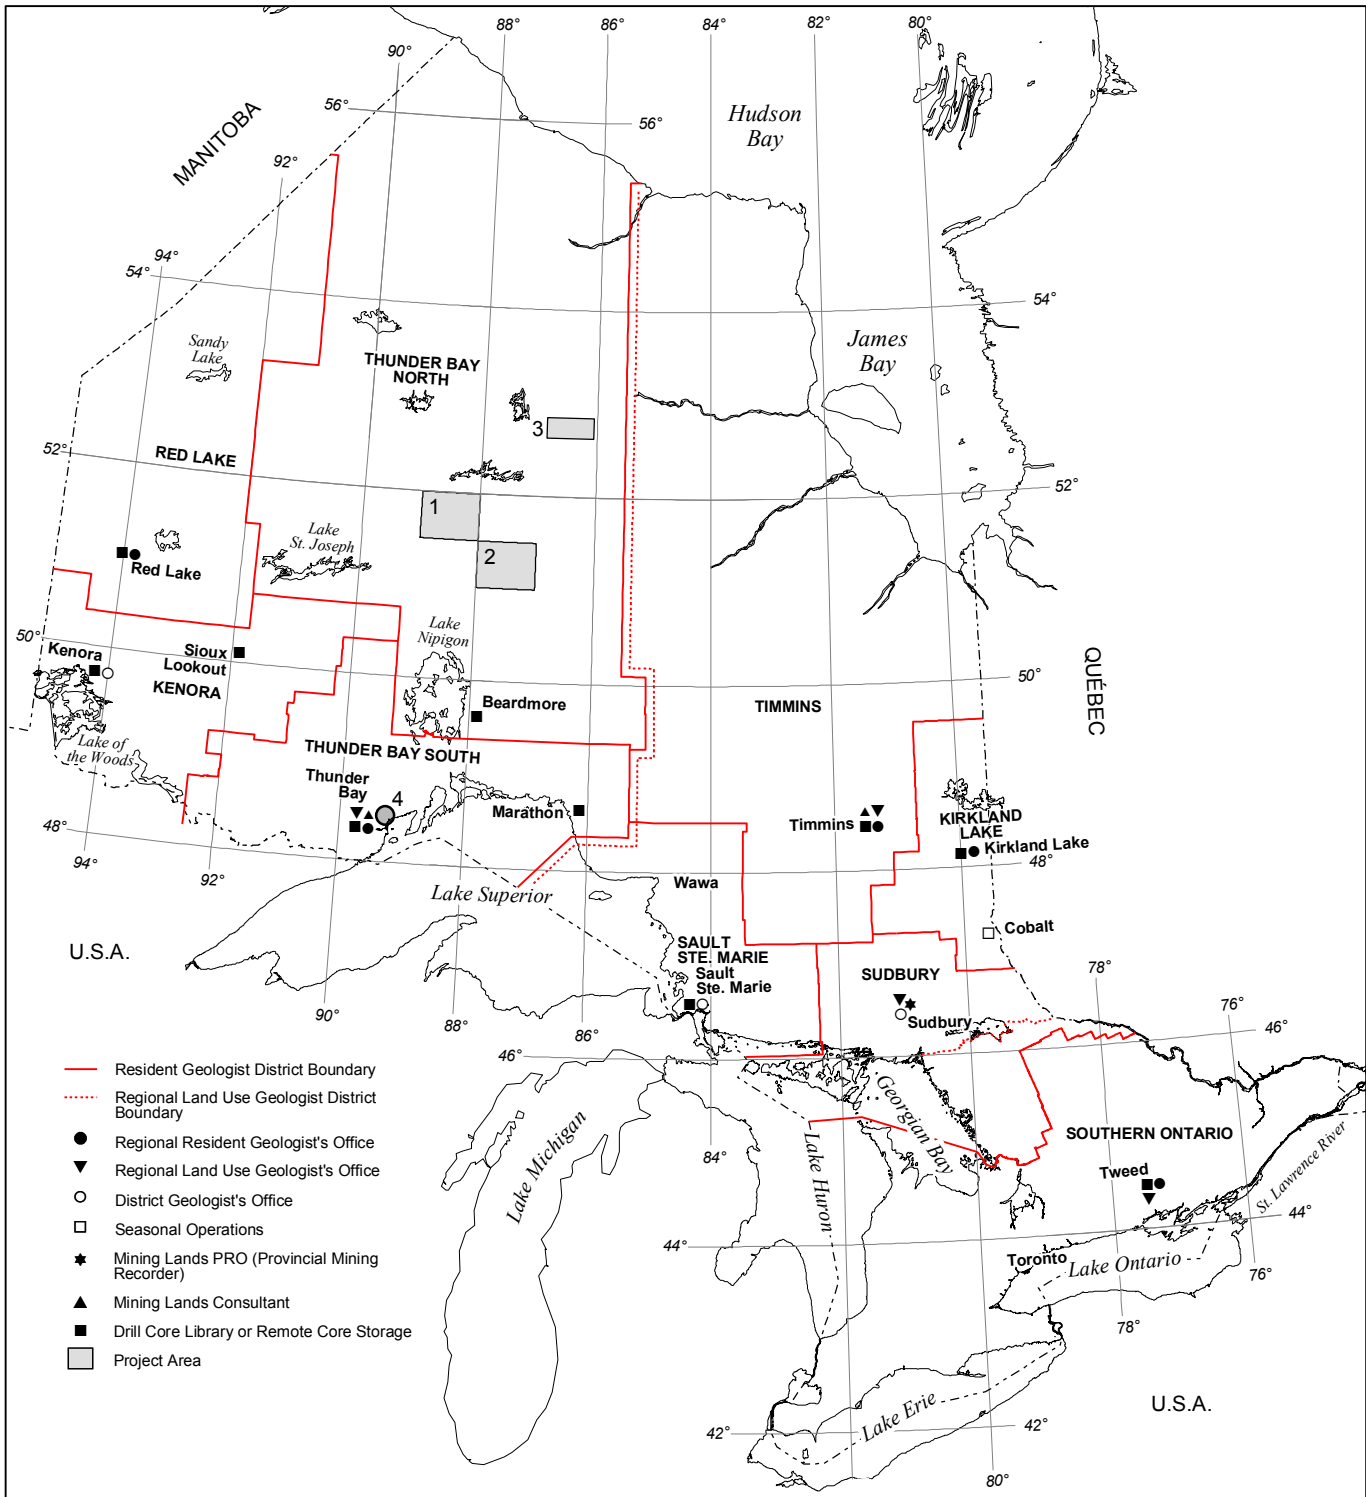 88°
86°
84°
82°
80°
90°
56°
56°
Hudson
Bay
MANITOBA
92°
94°
54°
54°
Sandy
Lake
James
Bay
THUNDER BAY
NORTH
3
52°
RED LAKE
52°
1
2
Lake
St. Joseph
Red Lake
50°
Lake
Nipigon
Kenora
Sioux
Lookout
KENORA
50°
QUÉBEC
Beardmore
TIMMINS
Lake of
the Woods
THUNDER BAY SOUTH
Thunder
Bay
4
Marathon
Timmins
KIRKLAND
LAKE
Kirkland Lake
48°
48°
94°
92°
Wawa
Lake Superior
Cobalt
U.S.A.
SAULT
STE. MARIE
Sault
Ste. Marie
SUDBURY
78°
76°
Sudbury
90°
88°
86°
46°
46°
Resident Geologist District Boundary
Regional Land Use Geologist District
Boundary
Regional Resident Geologist's Office
Regional Land Use Geologist's Office
District Geologist's Office
Seasonal Operations
Mining Lands PRO (Provincial Mining
Recorder)
Mining Lands Consultant
Drill Core Library or Remote Core Storage
Project Area
Lake Michigan
84°
Lake Huron
Georgian Bay
SOUTHERN ONTARIO
Tweed
St. Lawrence River
44°
44°
Toronto
Lake Ontario
76°
78°
42°
Lake Erie
42°
U.S.A.
80°